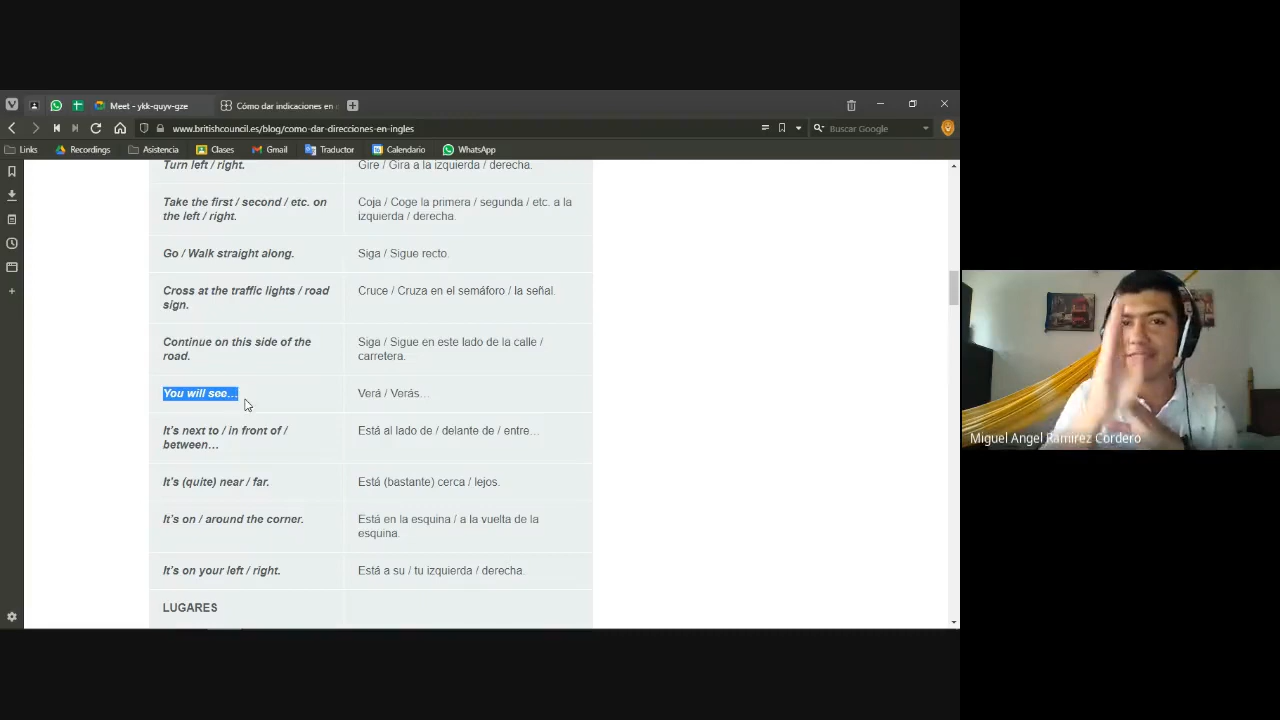 Meet - ykk-quyv-gze
Cómo dar indicaciones en
www.britishcouncil.es/blog/como-dar-direcciones-en-ingles
Buscar Google
Links
Recordings
Asistencia
Clases
Gmail
Traductor
Calendario
WhatsApp
Turn left / right.
Gire / Gira a la izquierda / derecha.
Take the first / second / etc. on
the left / right.
Coja / Coge la primera / segunda / etc. a la
izquierda / derecha.
Go / Walk straight along.
Siga / Sigue recto.
Cross at the traffic lights / road
sign.
Cruce / Cruza en el semáforo / la señal.
Continue on this side of the
road.
Siga / Sigue en este lado de la calle /
carretera.
You will see…
Verá / Verás…
It's next to / in front of /
between…
Está al lado de / delante de / entre…
It's (quite) near / far.
Está (bastante) cerca / lejos.
It's on / around the corner.
Está en la esquina / a la vuelta de la
esquina.
It's on your left / right.
Está a su / tu izquierda / derecha.
LUGARES
Miguel Angel Ramirez Cordero